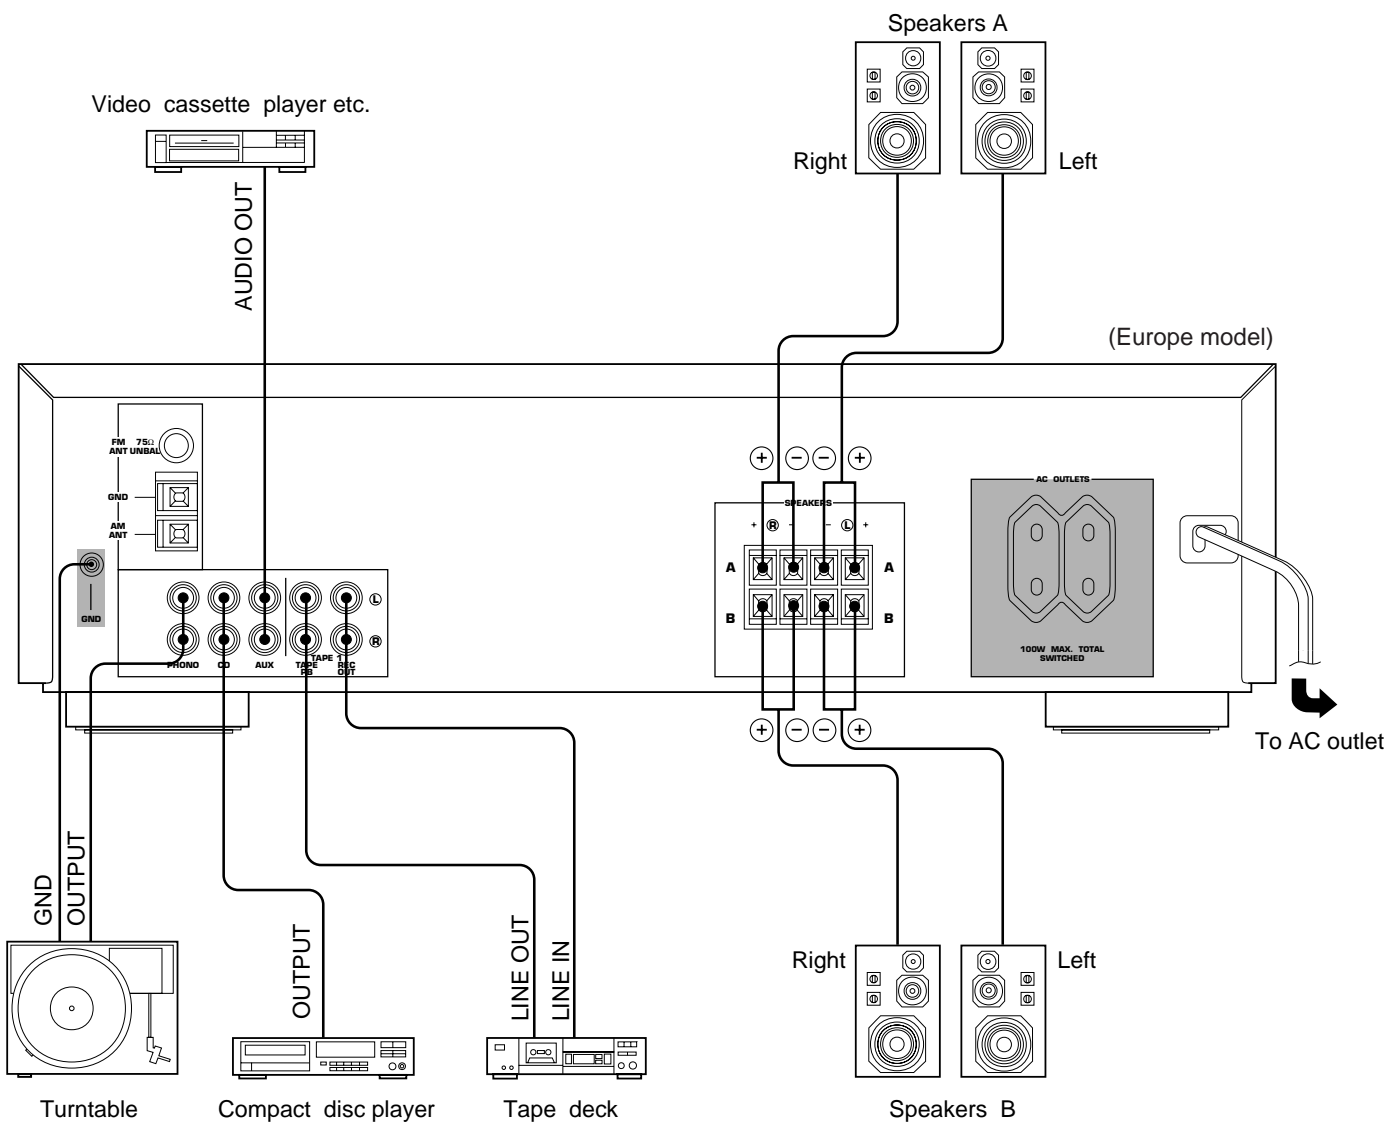 Speakers A
Video cassette player etc.
Right
Left
AUDIO OUT
(Europe model)
FM 75Ω
ANT UNBAL.
GND
AM
ANT
GND
L
R
PHONO
CD
AUX
TAPE 1
TAPE
PB
REC
OUT
+ − − +
SPEAKERS
+ R − − L +
A
A
B
B
+ − − +
AC OUTLETS
100W MAX. TOTAL
SWITCHED
To AC outlet
GND
OUTPUT
OUTPUT
LINE OUT
LINE IN
Right
Left
Turntable
Compact disc player
Tape deck
Speakers B